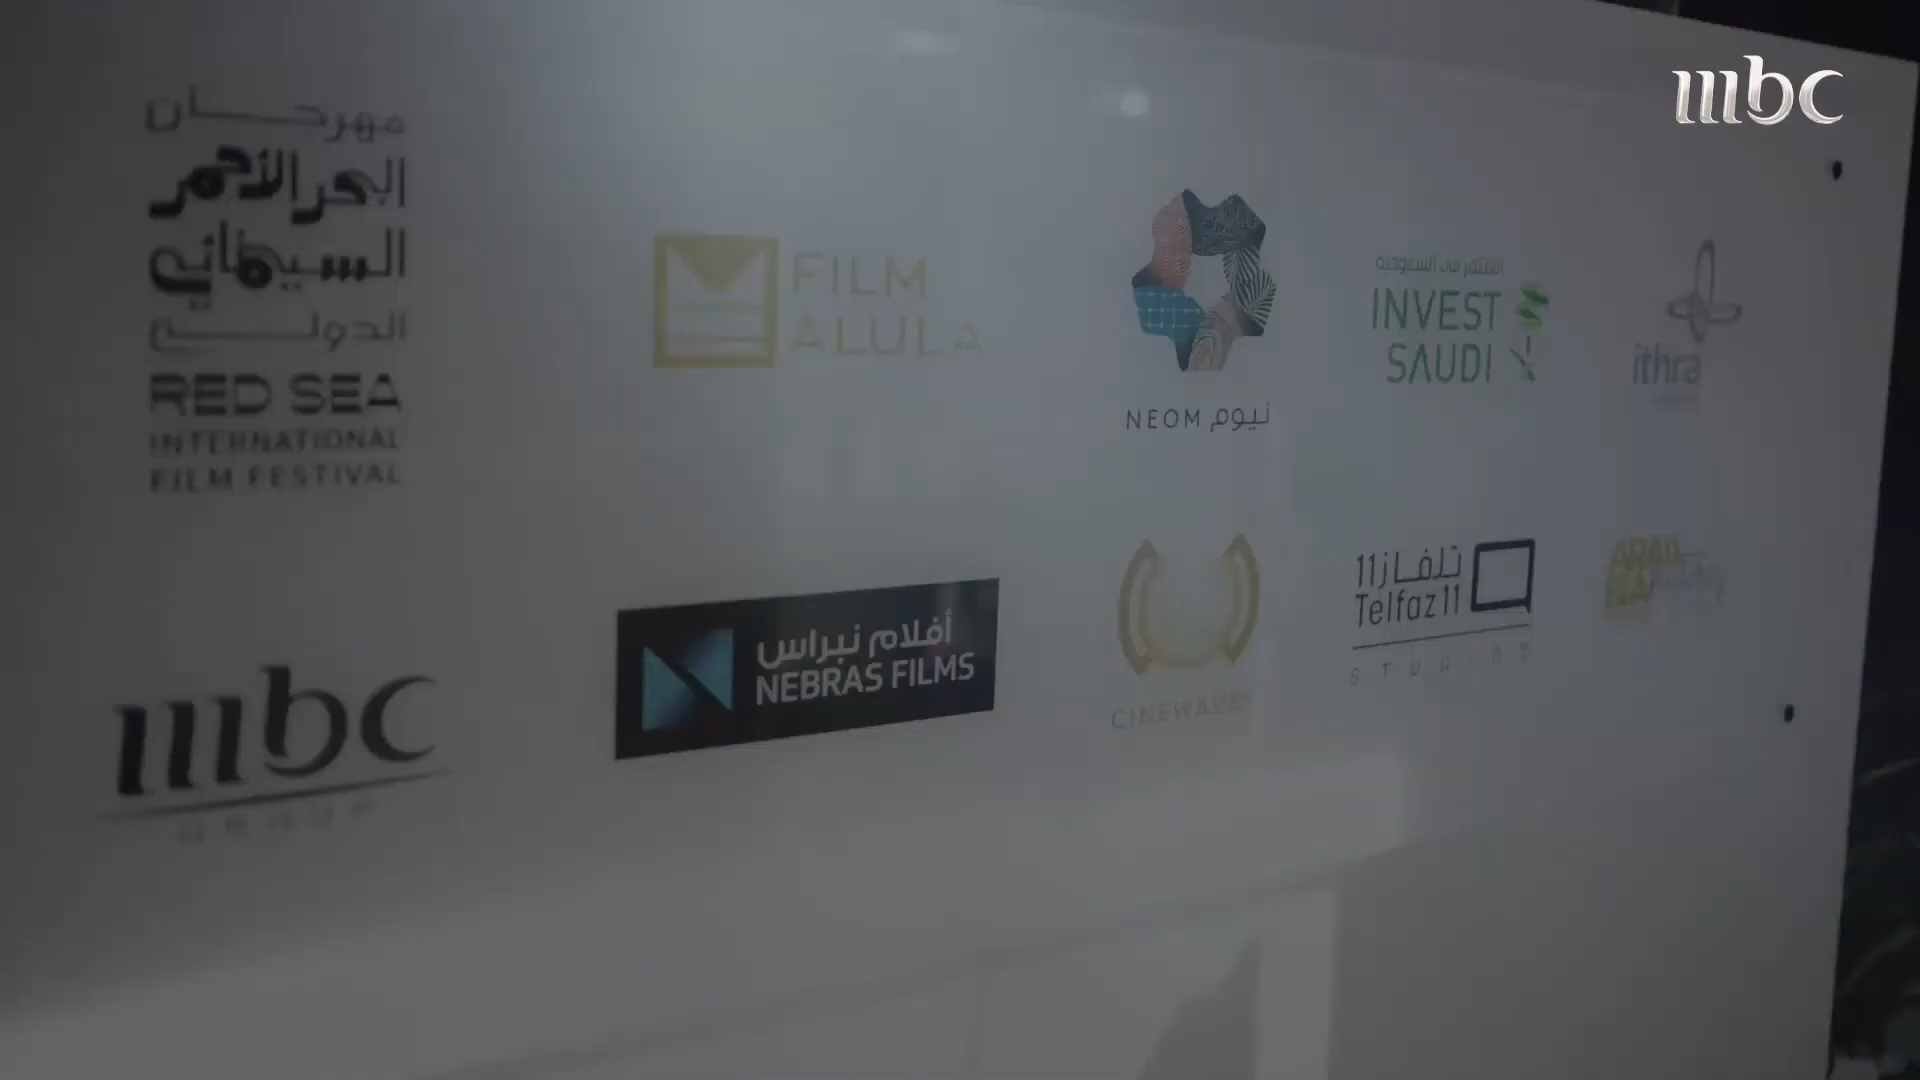 mbc
مهرجان
البحر الأحمر
السينمائي
الدولي
RED SEA
INTERNATIONAL
FILM FESTIVAL
FILM
ALULA
NEOM نيوم
استثمر في السعودية
INVEST
SAUDI
ithra
mbc
GROUP
أفلام نبراس
NEBRAS FILMS
CINEWAVES
تلفاز11
Telfaz11
STUDIOS